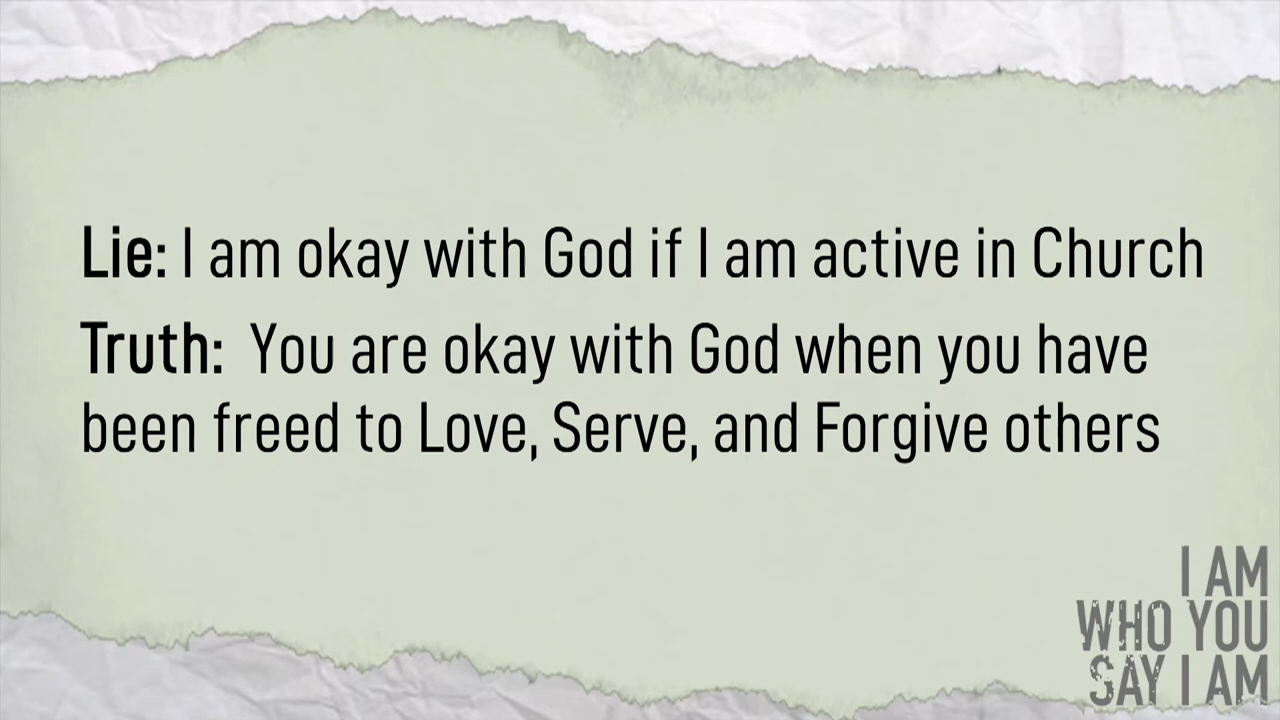 Lie: I am okay with God if I am active in Church
Truth: You are okay with God when you have
been freed to Love, Serve, and Forgive others
I AM
WHO YOU
SAY I AM